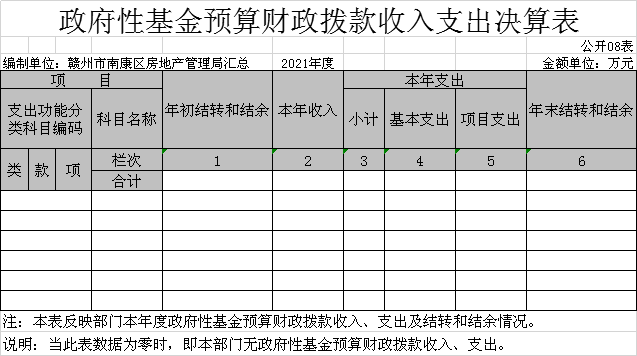 政府性基金预算财政拨款收入支出决算表
公开08表
编制单位：赣州市南康区房地产管理局汇总 2021年度 金额单位：万元
项 目 年初结转和结余 本年收入 本年支出 年末结转和结余
支出功能分类科目编码 科目名称 小计 基本支出 项目支出
类 款 项 栏次 1 2 3 4 5 6
合计
注：本表反映部门本年度政府性基金预算财政拨款收入、支出及结转和结余情况。
说明：当此表数据为零时，即本部门无政府性基金预算财政拨款收入、支出。